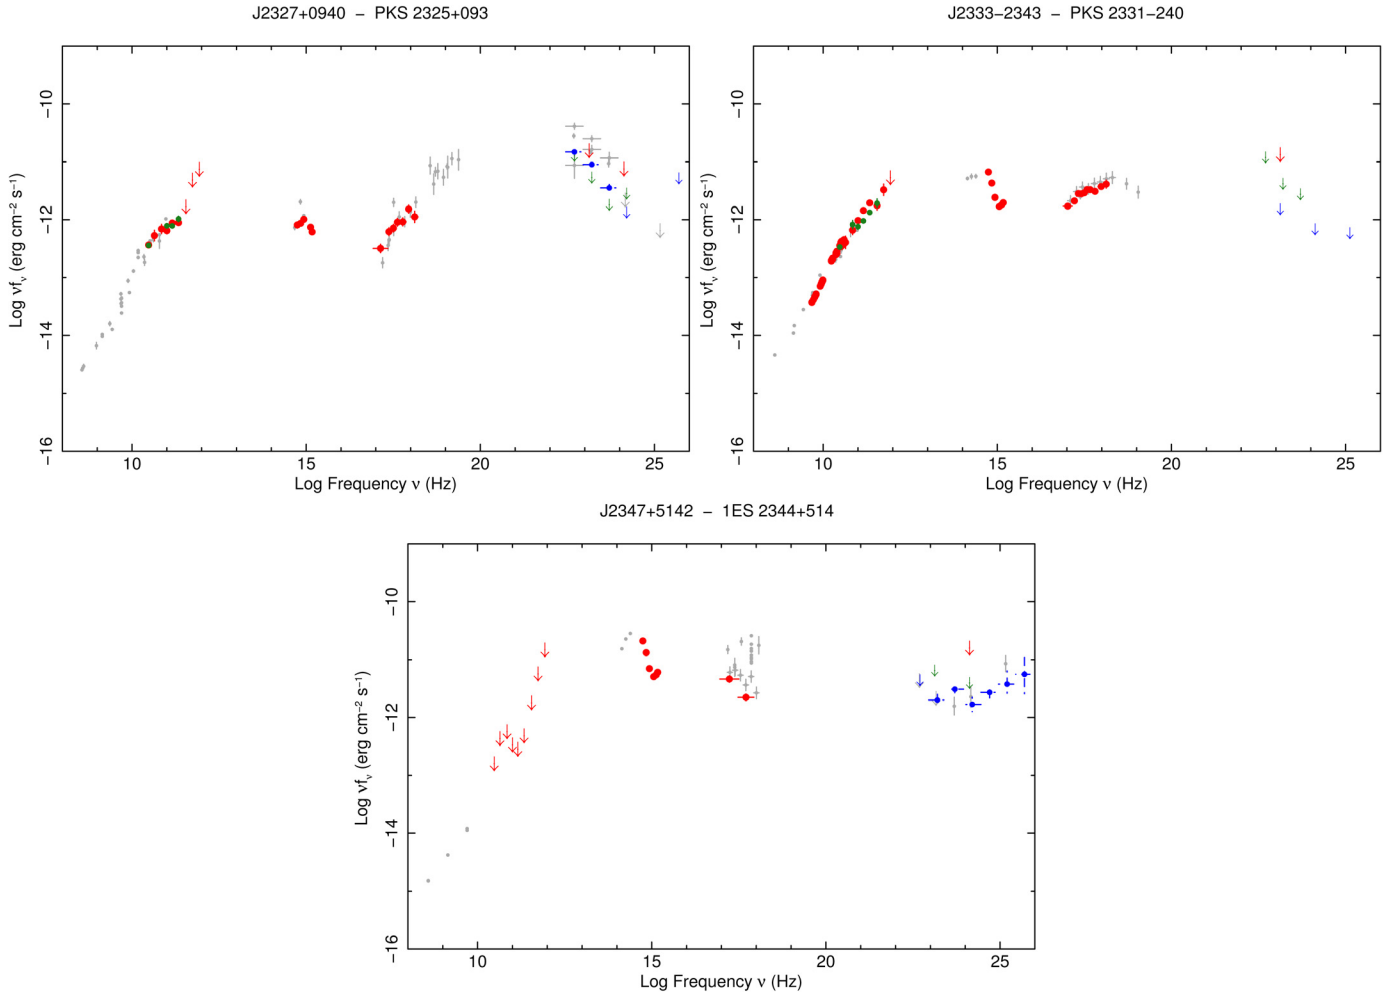 J2327+0940 − PKS 2325+093
J2333−2343 − PKS 2331−240
−10
−12
−14
−16
Log νfν (erg cm−2 s−1)
10 15 20 25
Log Frequency ν (Hz)
−10
−12
−14
−16
Log νfν (erg cm−2 s−1)
10 15 20 25
Log Frequency ν (Hz)
J2347+5142 − 1ES 2344+514
−10
−12
−14
−16
Log νfν (erg cm−2 s−1)
10 15 20 25
Log Frequency ν (Hz)